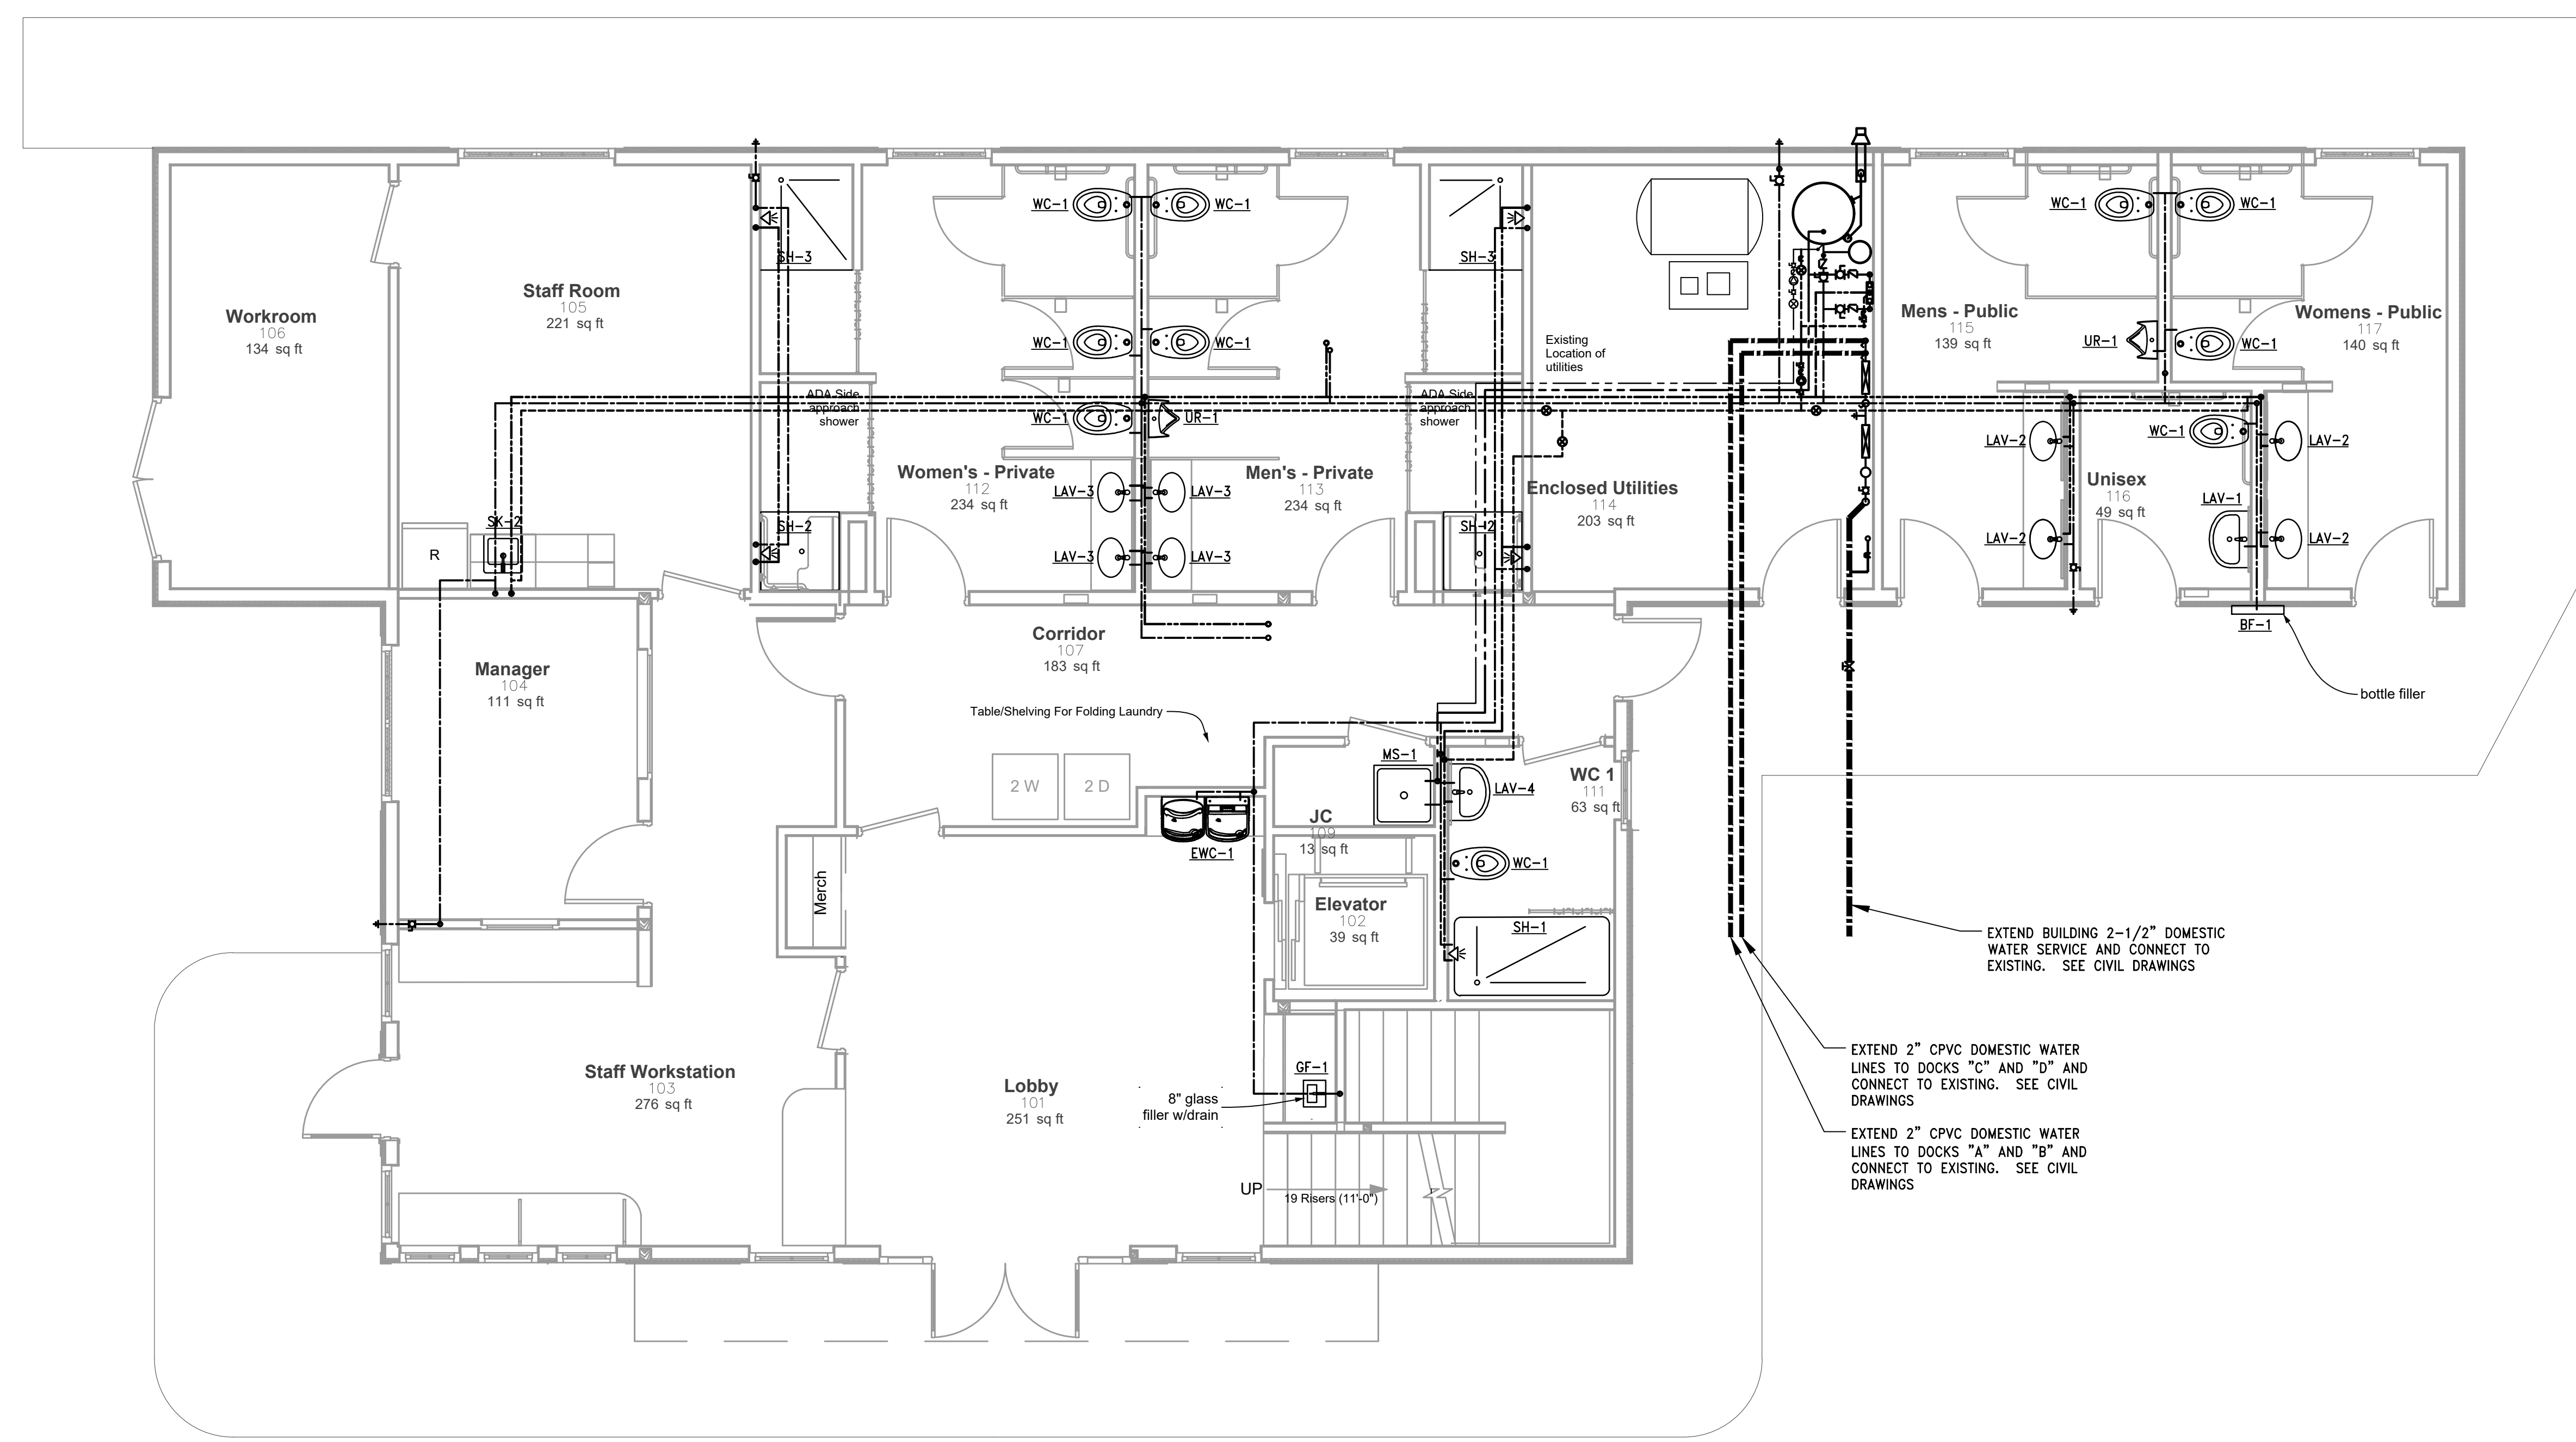 WC-1
WC-1
WC-1
WC-1
SH-3
SH-3
Staff Room
105
221 sq ft
Workroom
106
134 sq ft
Mens - Public
115
139 sq ft
Womens - Public
117
140 sq ft
WC-1
WC-1
UR-1
WC-1
Existing
Location of
utilities
ADA Side
approach
shower
ADA Side
approach
shower
WC-1
UR-1
WC-1
LAV-2
LAV-2
Women's - Private
112
234 sq ft
Men's - Private
113
234 sq ft
Enclosed Utilities
114
203 sq ft
Unisex
116
49 sq ft
LAV-3
LAV-3
LAV-1
SK-2
R
SH-2
SH-2
LAV-3
LAV-3
LAV-2
LAV-2
BF-1
bottle filler
Corridor
107
183 sq ft
Manager
104
111 sq ft
Table/Shelving For Folding Laundry
2 W
2 D
MS-1
LAV-4
WC 1
111
63 sq ft
JC
109
13 sq ft
EWC-1
WC-1
Merch
Elevator
102
39 sq ft
SH-1
EXTEND BUILDING 2-1/2" DOMESTIC
WATER SERVICE AND CONNECT TO
EXISTING. SEE CIVIL DRAWINGS
EXTEND 2" CPVC DOMESTIC WATER
LINES TO DOCKS "C" AND "D" AND
CONNECT TO EXISTING. SEE CIVIL
DRAWINGS
EXTEND 2" CPVC DOMESTIC WATER
LINES TO DOCKS "A" AND "B" AND
CONNECT TO EXISTING. SEE CIVIL
DRAWINGS
Staff Workstation
103
276 sq ft
Lobby
101
251 sq ft
GF-1
8" glass
filler w/drain
UP
19 Risers (11'-0")